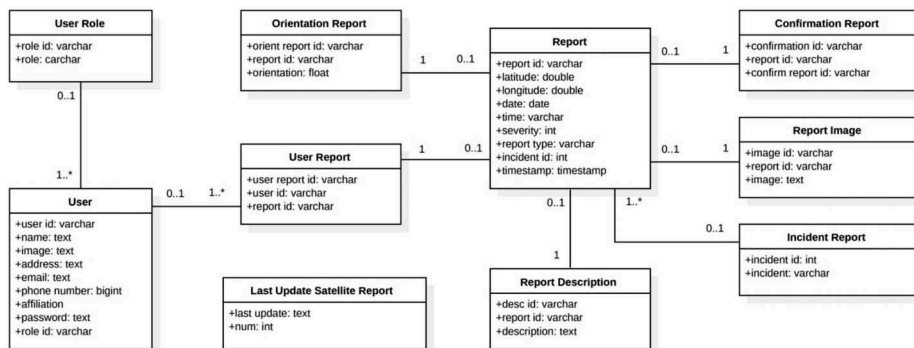 User Role
+role id: varchar
+role: carchar
Orientation Report
+orient report id: varchar
+report id: varchar
+orientation: float
Report
+report id: varchar
+latitude: double
+longitude: double
+date: date
+time: varchar
+severity: int
+report type: varchar
+incident id: int
+timestamp: timestamp
Confirmation Report
+confirmation id: varchar
+report id: varchar
+confirm report id: varchar
1
0..1
0..1
1
0..1
1..*
User Report
+user report id: varchar
+user id: varchar
+report id: varchar
1
0..1
Report Image
+image id: varchar
+report id: varchar
+image: text
0..1
1
User
+user id: varchar
+name: text
+image: text
+address: text
+email: text
+phone number: bigint
+affiliation
+password: text
+role id: varchar
0..1
1..*
0..1
1
1..*
0..1
Incident Report
+incident id: int
+incident: varchar
Last Update Satellite Report
+last update: text
+num: int
Report Description
+desc id: varchar
+report id: varchar
+description: text